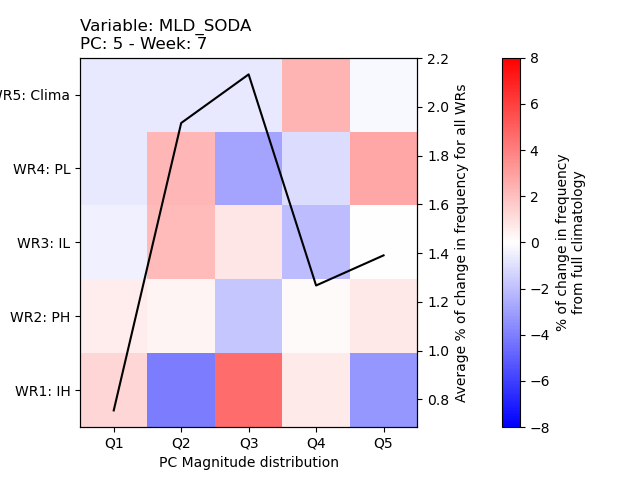 Variable: MLD_SODA
PC: 5 - Week: 7
R5: Clima
WR4: PL
WR3: IL
WR2: PH
WR1: IH
Q1 Q2 Q3 Q4 Q5
PC Magnitude distribution
2.2
2.0
1.8
1.6
1.4
1.2
1.0
0.8
Average % of change in frequency for all WRs
8
6
4
2
0
−2
−4
−6
−8
% of change in frequency
from full climatology